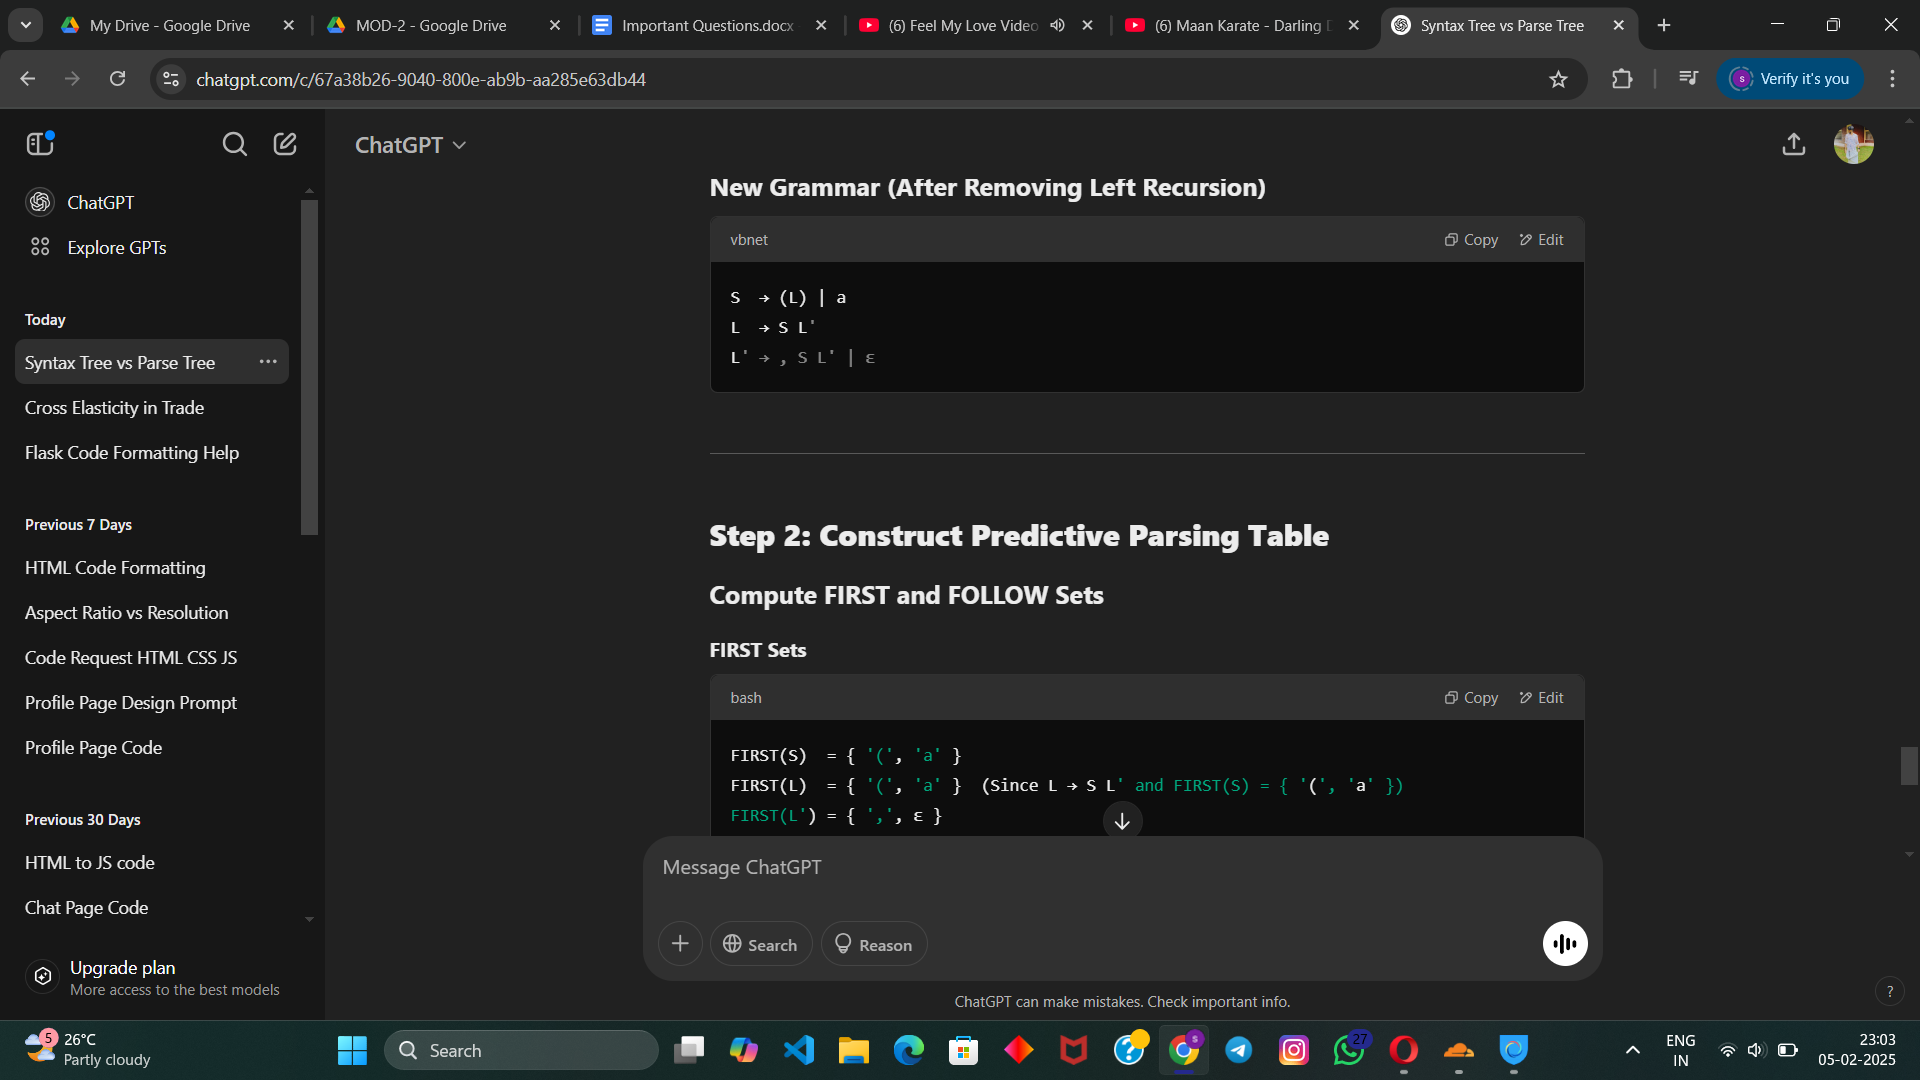 My Drive - Google Drive
MOD-2 - Google Drive
Important Questions.docx
(6) Feel My Love Video
(6) Maan Karate - Darling D
Syntax Tree vs Parse Tree
chatgpt.com/c/67a38b26-9040-800e-ab9b-aa285e63db44
s
Verify it's you
ChatGPT
Explore GPTs
Today
Syntax Tree vs Parse Tree
Cross Elasticity in Trade
Flask Code Formatting Help
Previous 7 Days
HTML Code Formatting
Aspect Ratio vs Resolution
Code Request HTML CSS JS
Profile Page Design Prompt
Profile Page Code
Previous 30 Days
HTML to JS code
Chat Page Code
Upgrade plan
More access to the best models
ChatGPT
New Grammar (After Removing Left Recursion)
vbnet
Copy
Edit
S → (L) | a
L → S L'
L' → , S L' | ε
Step 2: Construct Predictive Parsing Table
Compute FIRST and FOLLOW Sets
FIRST Sets
bash
Copy
Edit
FIRST(S) = { '(', 'a' }
FIRST(L) = { '(', 'a' } (Since L → S L' and FIRST(S) = { '(', 'a' })
FIRST(L') = { ',', ε }
Message ChatGPT
Search
Reason
ChatGPT can make mistakes. Check important info.
?
5
26°C
Partly cloudy
Search
s
27
ENG
IN
23:03
05-02-2025